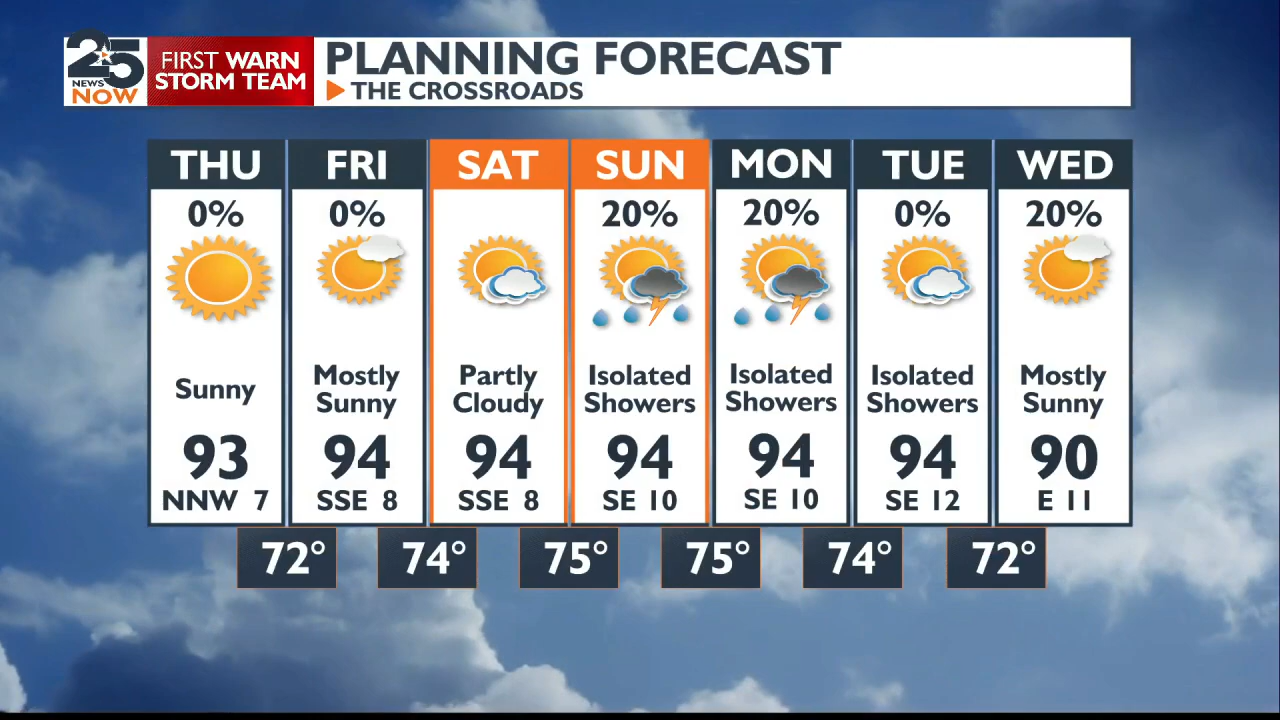 25
NEWS
NOW
FIRST WARN
STORM TEAM
PLANNING FORECAST
THE CROSSROADS
THU
0%
Sunny
93
NNW 7
FRI
0%
Mostly
Sunny
94
SSE 8
SAT
Partly
Cloudy
94
SSE 8
SUN
20%
Isolated
Showers
94
SE 10
MON
20%
Isolated
Showers
94
SE 10
TUE
0%
Isolated
Showers
94
SE 12
WED
20%
Mostly
Sunny
90
E 11
72° 74° 75° 75° 74° 72°